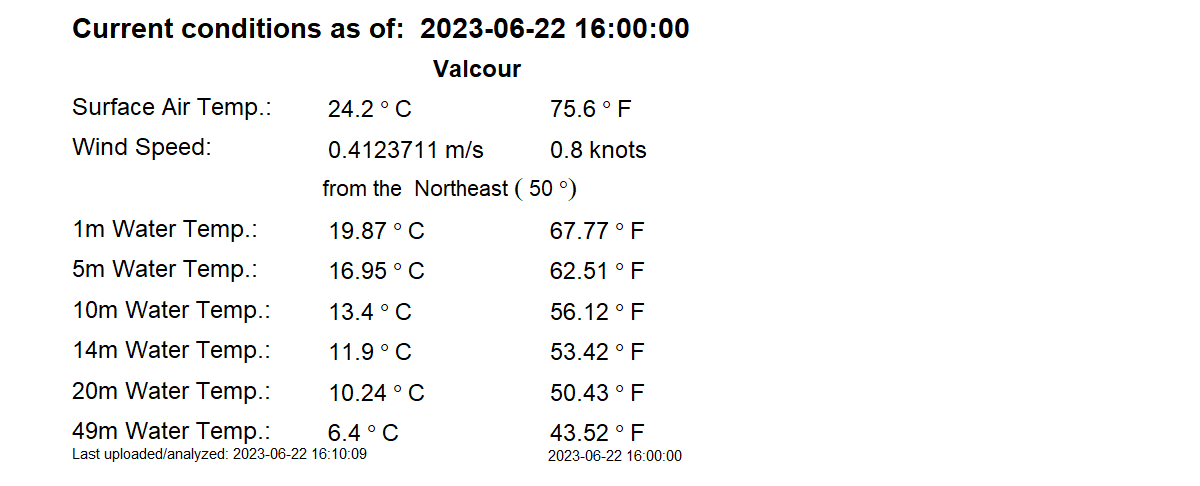 Current conditions as of:  2023-06-22 16:00:00
Valcour
Surface Air Temp.: 24.2 ° C 75.6 ° F
Wind Speed: 0.4123711 m/s 0.8 knots
from the  Northeast ( 50 °)
1m Water Temp.: 19.87 ° C 67.77 ° F
5m Water Temp.: 16.95 ° C 62.51 ° F
10m Water Temp.: 13.4 ° C 56.12 ° F
14m Water Temp.: 11.9 ° C 53.42 ° F
20m Water Temp.: 10.24 ° C 50.43 ° F
49m Water Temp.: 6.4 ° C 43.52 ° F
Last uploaded/analyzed: 2023-06-22 16:10:09 2023-06-22 16:00:00